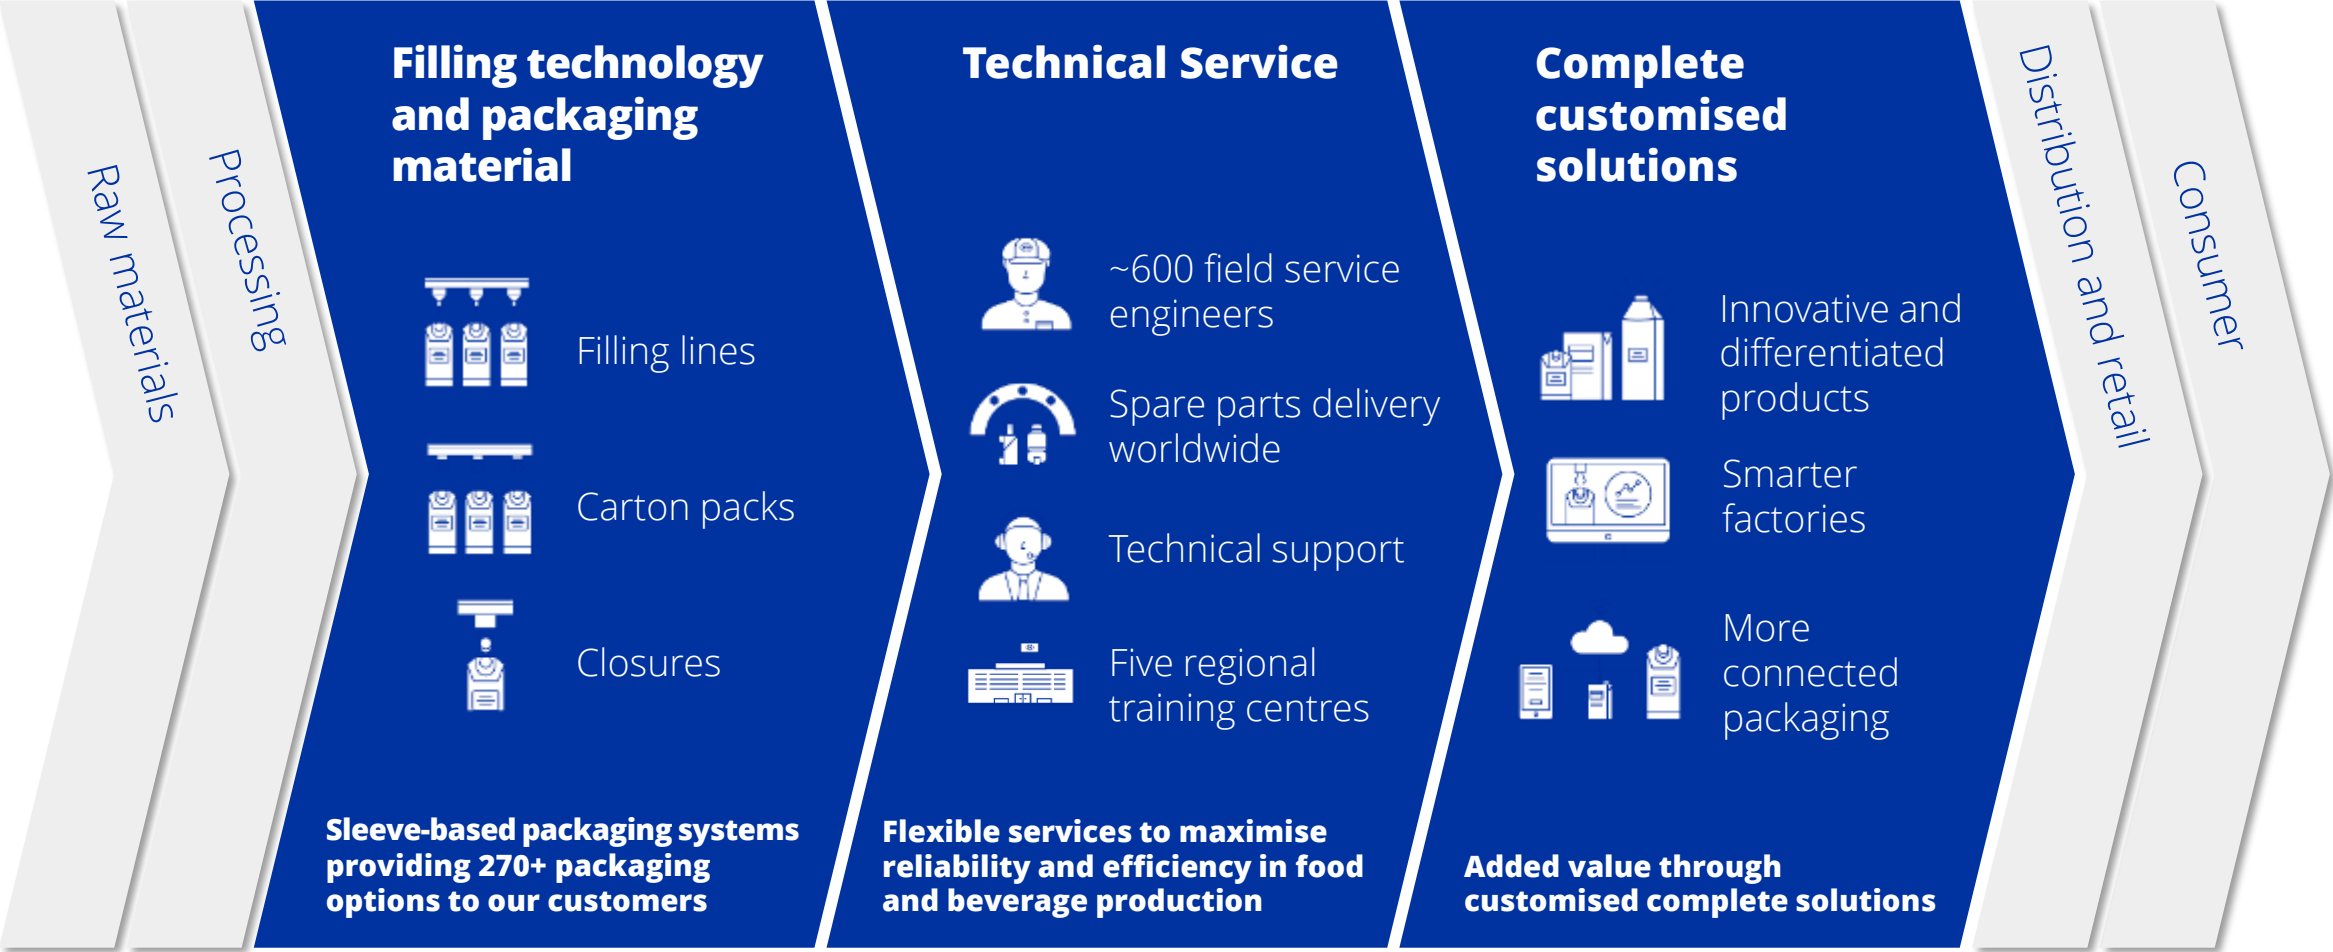 Raw materials
Processing
Filling technology
and packaging
material
Filling lines
Carton packs
Closures
Sleeve-based packaging systems
providing 270+ packaging
options to our customers
Technical Service
~600 field service
engineers
Spare parts delivery
worldwide
Technical support
Five regional
training centres
Flexible services to maximise
reliability and efficiency in food
and beverage production
Complete
customised
solutions
Innovative and
differentiated
products
Smarter
factories
More
connected
packaging
Added value through
customised complete solutions
Distribution and retail
Consumer